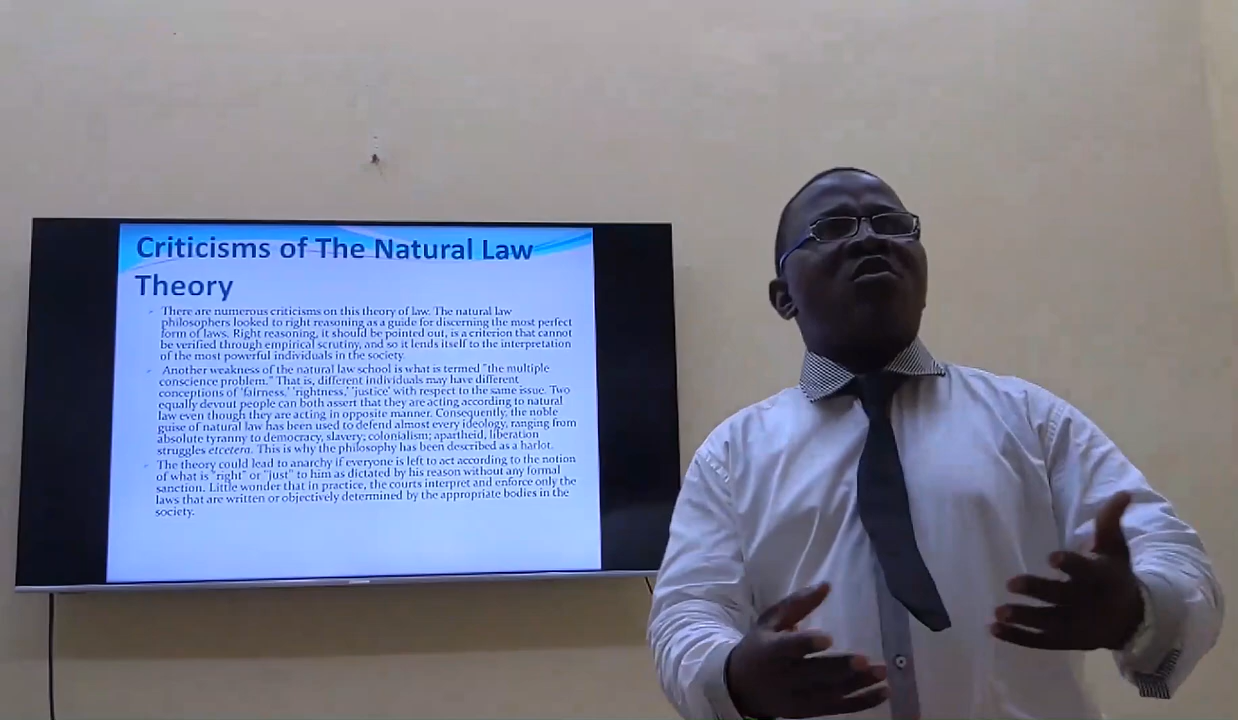 Criticisms of The Natural Law
Theory
There are numerous criticisms on this theory of law. The natural law
philosophers looked to right reasoning as a guide for discerning the most perfect
form of laws. Right reasoning, it should be pointed out, is a criterion that cannot
be verified through empirical scrutiny, and so it lends itself to the interpretation
of the most powerful individuals in the society
Another weakness of the natural law school is what is termed "the multiple
conscience problem." That is, different individuals may have different
conceptions of 'fairness,' 'rightness,' 'justice' with respect to the same issue. Two
equally devout people can both assert that they are acting according to natural
law even though they are acting in opposite manner. Consequently, the noble
guise of natural law has been used to defend almost every ideology, ranging from
absolute tyranny to democracy, slavery; colonialism; apartheid, liberation
struggles etcetera. This is why the philosophy has been described as a harlot.
The theory could lead to anarchy if everyone is left to act according to the notion
of what is "right" or "just" to him as dictated by his reason without any formal
sanction. Little wonder that in practice, the courts interpret and enforce only the
laws that are written or objectively determined by the appropriate bodies in the
society.